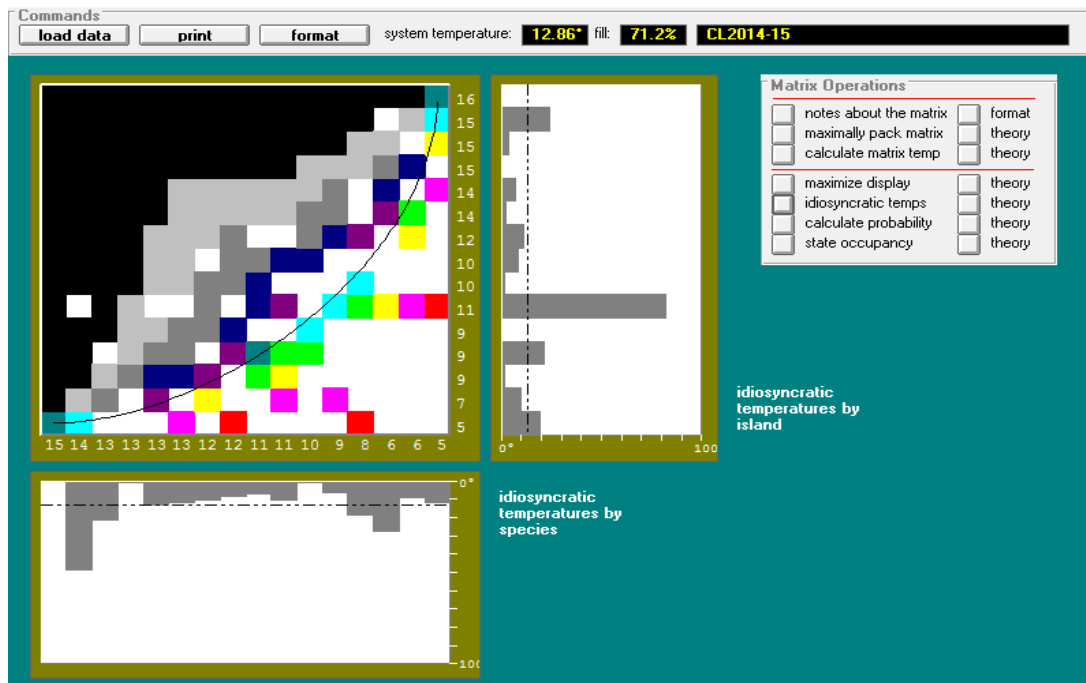 Commands
load data print format system temperature: 12.86° fill: 71.2% CL2014-15
Matrix Operations
notes about the matrix format
maximally pack matrix theory
calculate matrix temp theory
maximize display theory
idiosyncratic temps theory
calculate probability theory
state occupancy theory
16
15
15
15
14
14
12
10
10
11
9
9
9
7
5
15 14 13 13 13 13 12 12 11 11 10 9 8 6 6 5
0° 100
idiosyncratic
temperatures by
island
0°
100
idiosyncratic
temperatures by
species